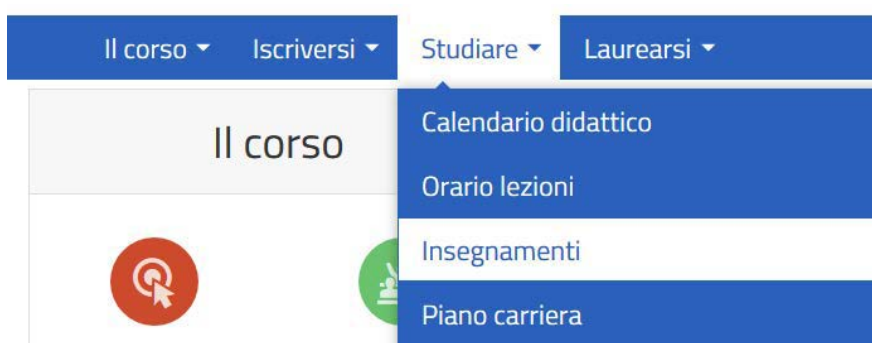 Il corso Iscriversi Studiare Laurearsi
Il corso
Calendario didattico
Orario lezioni
Insegnamenti
Piano carriera